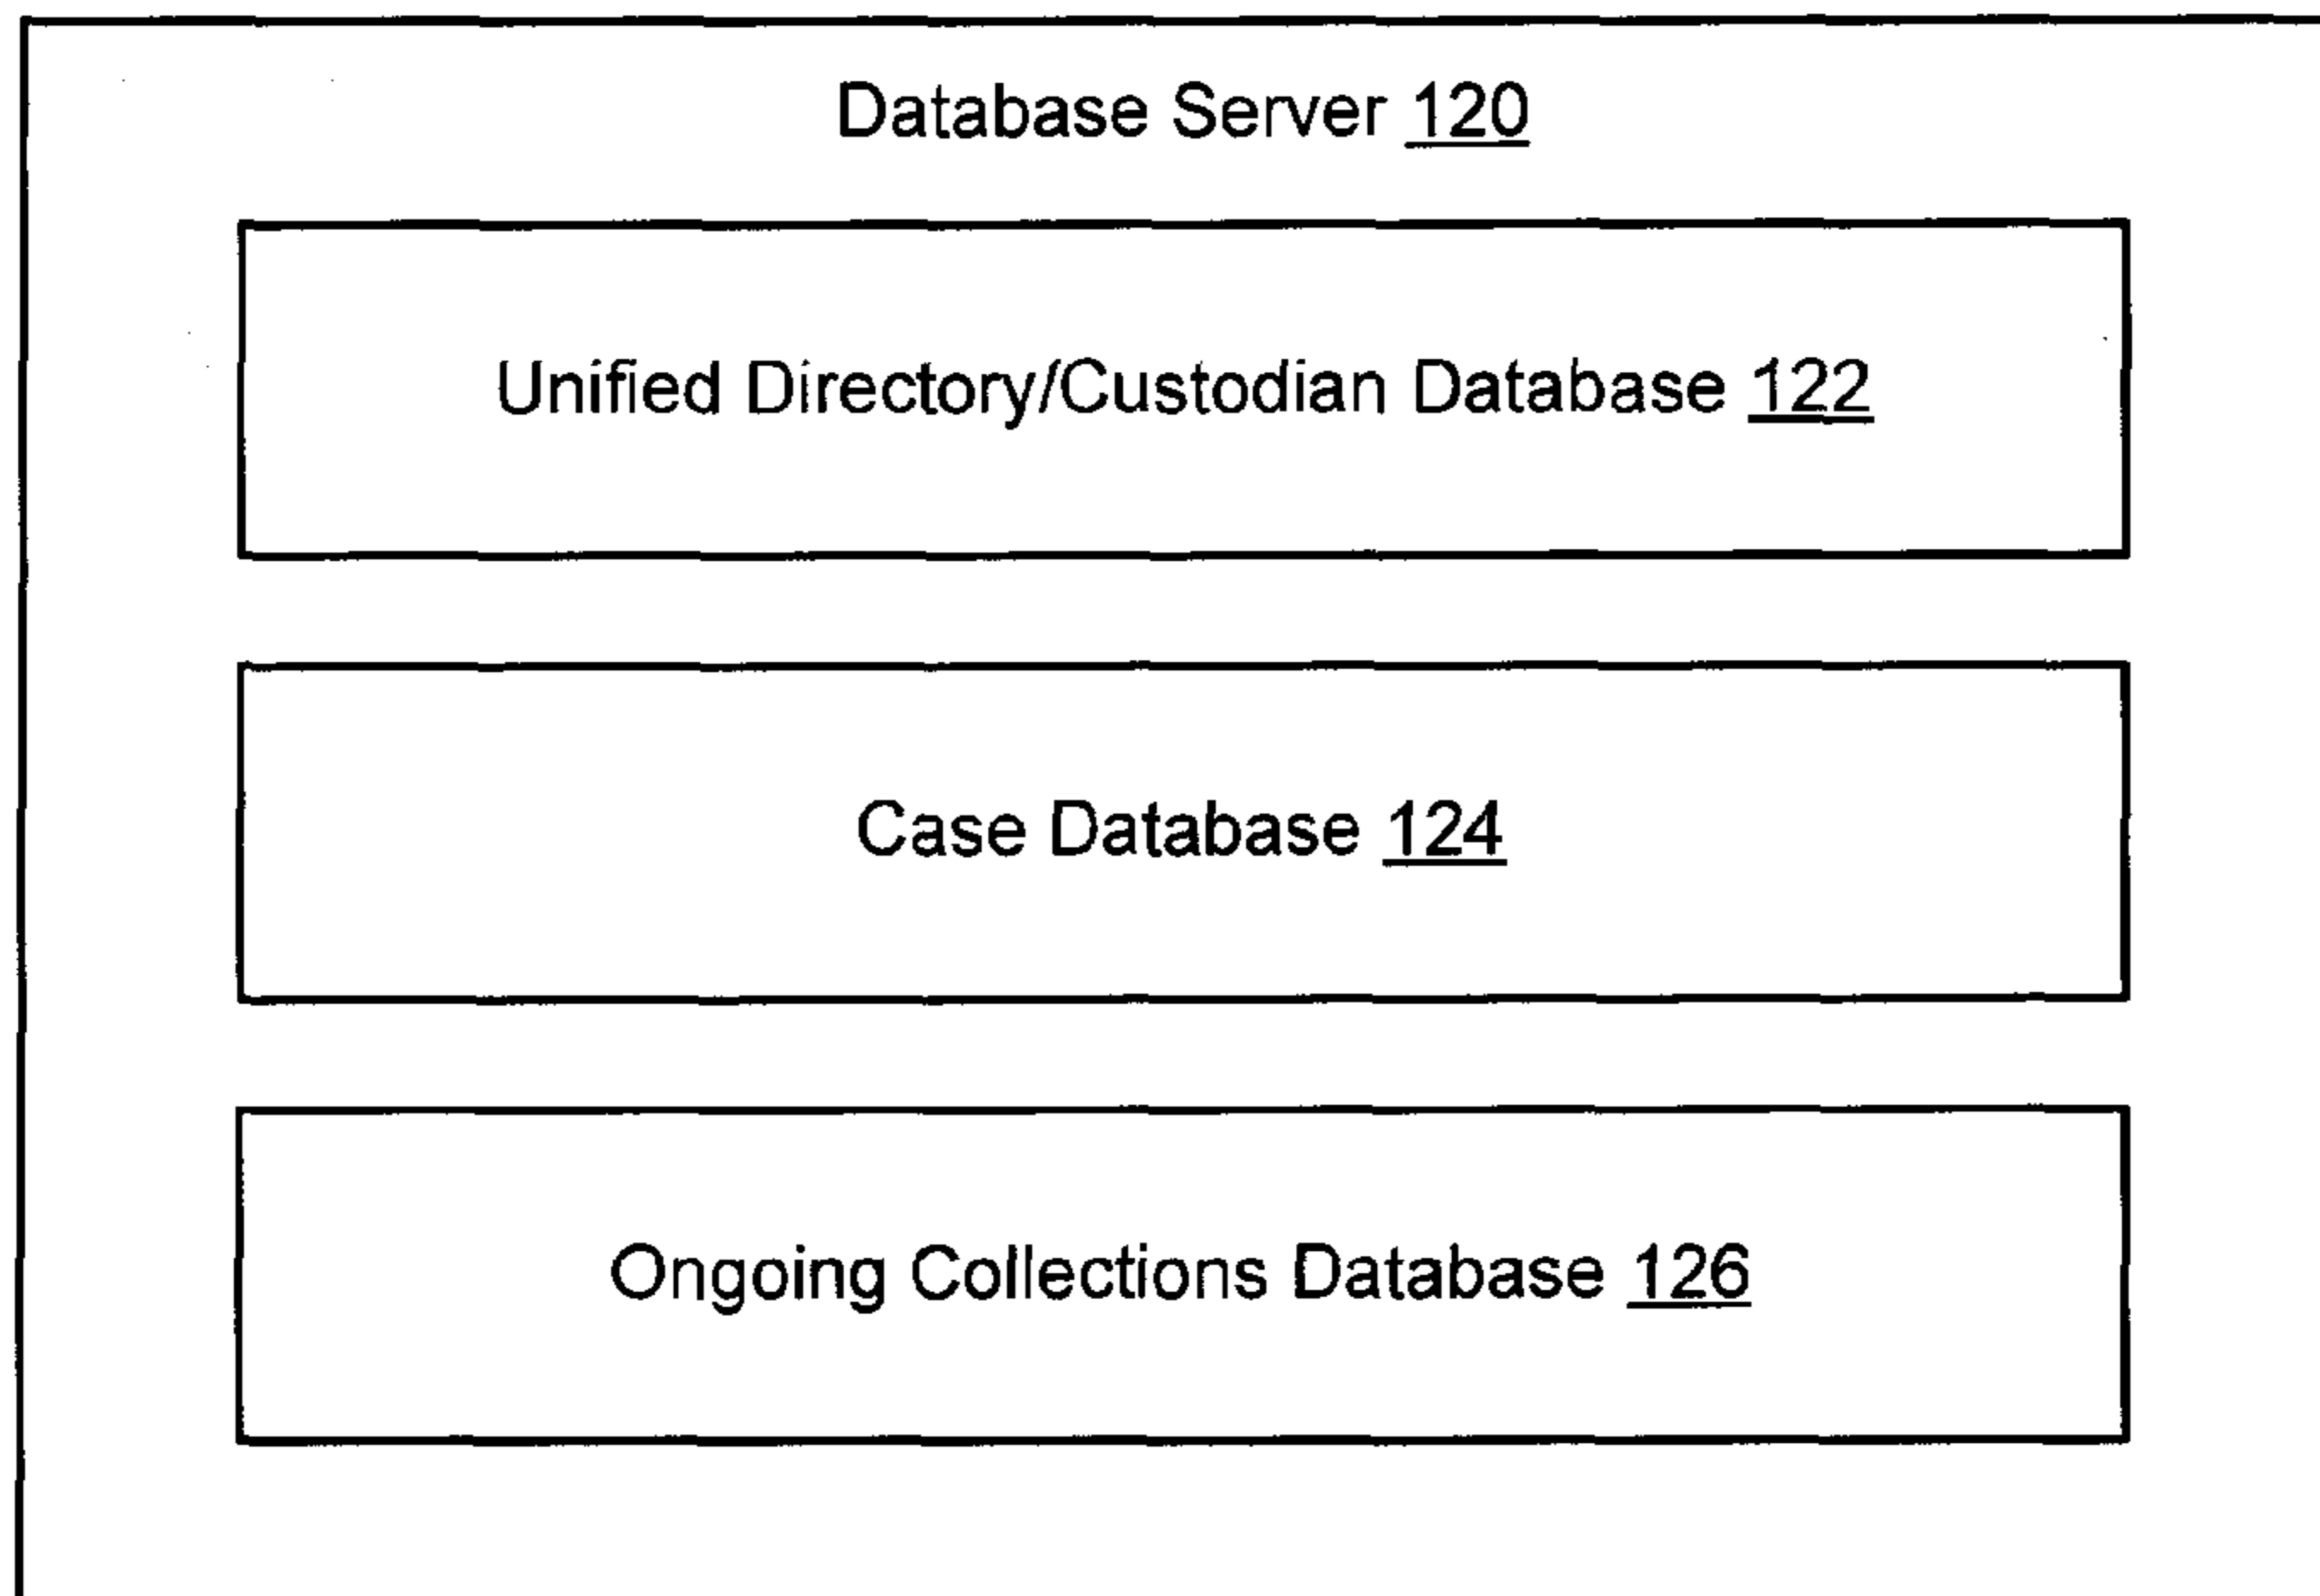 Database Server 120
Unified Directory/Custodian Database 122
Case Database 124
Ongoing Collections Database 126